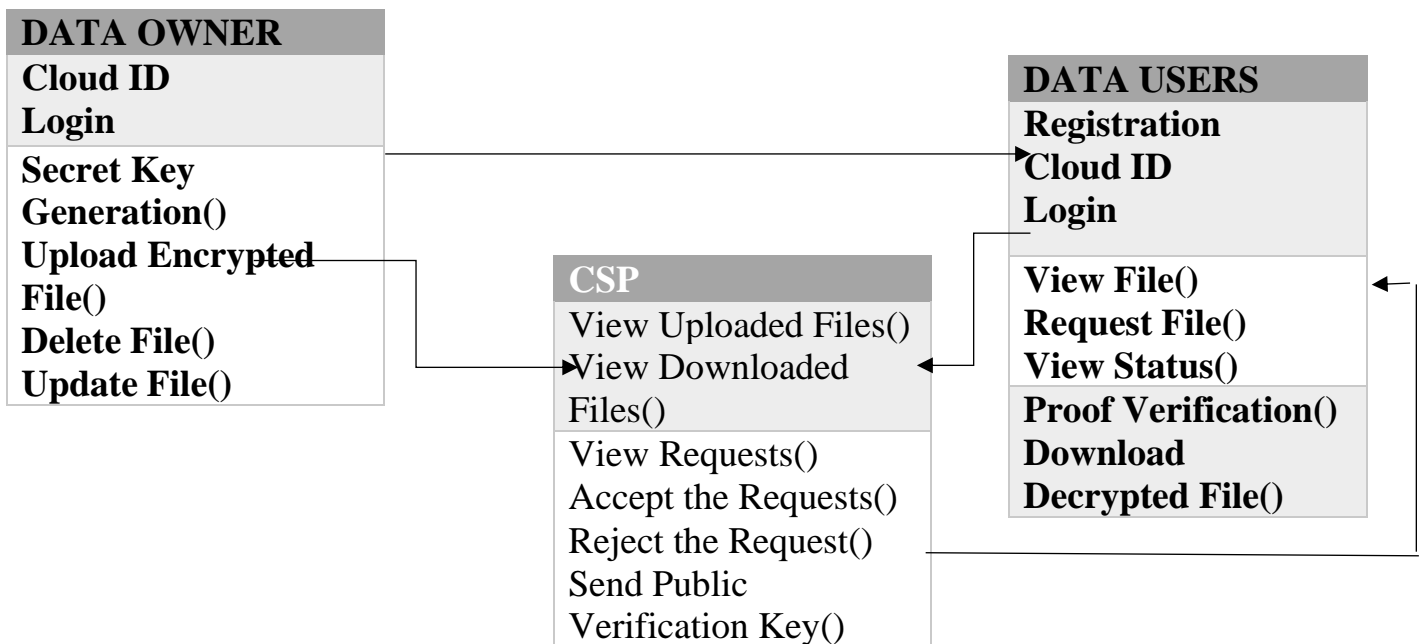 DATA OWNER
Cloud ID
Login
Secret Key
Generation()
Upload Encrypted
File()
Delete File()
Update File()
CSP
View Uploaded Files()
View Downloaded
Files()
View Requests()
Accept the Requests()
Reject the Request()
Send Public
Verification Key()
DATA USERS
Registration
Cloud ID
Login
View File()
Request File()
View Status()
Proof Verification()
Download
Decrypted File()